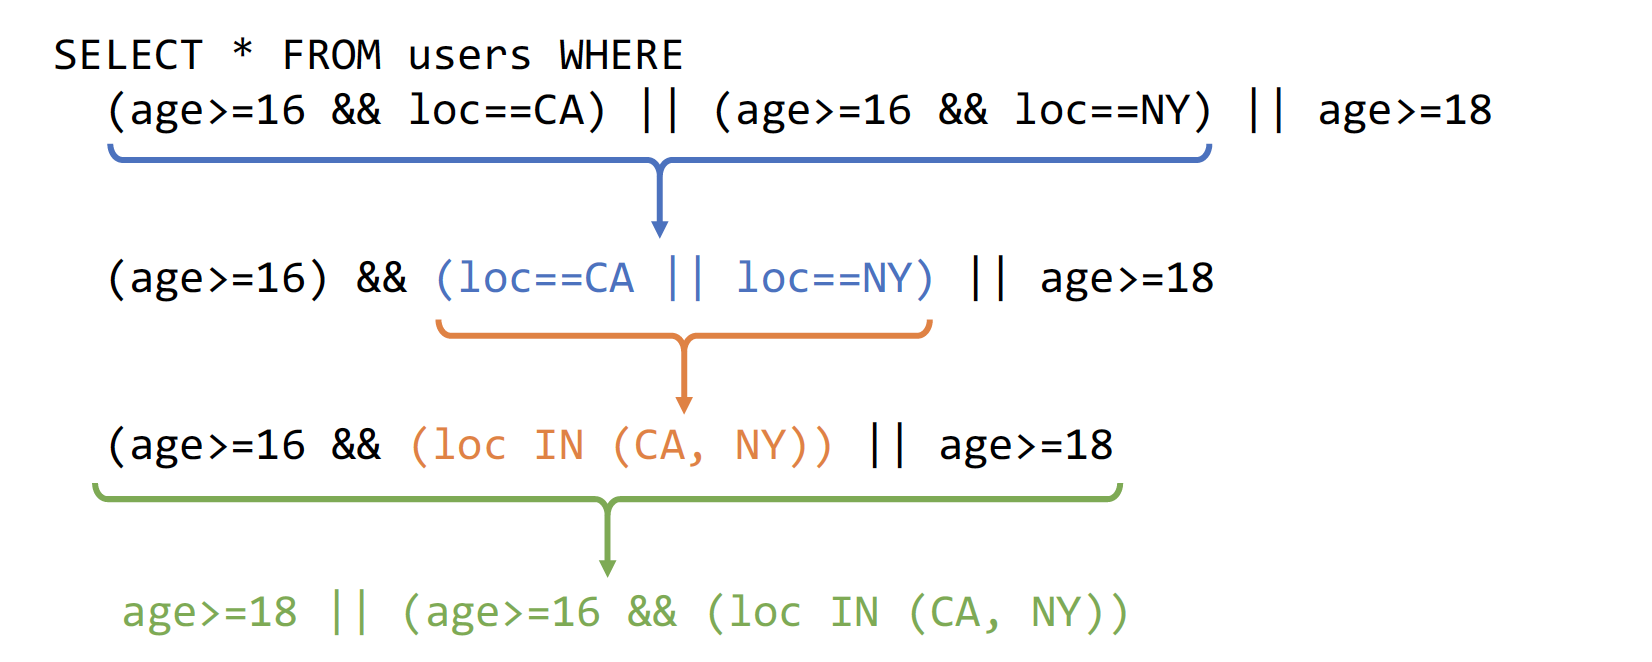 SELECT * FROM users WHERE
(age>=16 && loc==CA) || (age>=16 && loc==NY) || age>=18
(age>=16) && (loc==CA || loc==NY) || age>=18
(age>=16 && (loc IN (CA, NY)) || age>=18
age>=18 || (age>=16 && (loc IN (CA, NY))